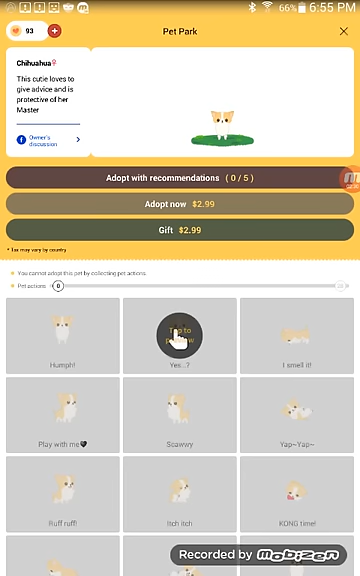 66% 6:55 PM
93
Pet Park
Chihuahua
This cutie loves to
give advice and is
protective of her
Master
Owner's
discussion
Adopt with recommendations ( 0 / 5 )
Adopt now $2.99
Gift $2.99
* Tax may vary by country
You cannot adopt this pet by collecting pet actions.
Pet actions 0
Tap to
Humph! Yes..? I smell it!
Play with me🖤 Scawwy Yap~Yap~
Ruff ruff! Itch itch KONG time!
Recorded by Mobizen